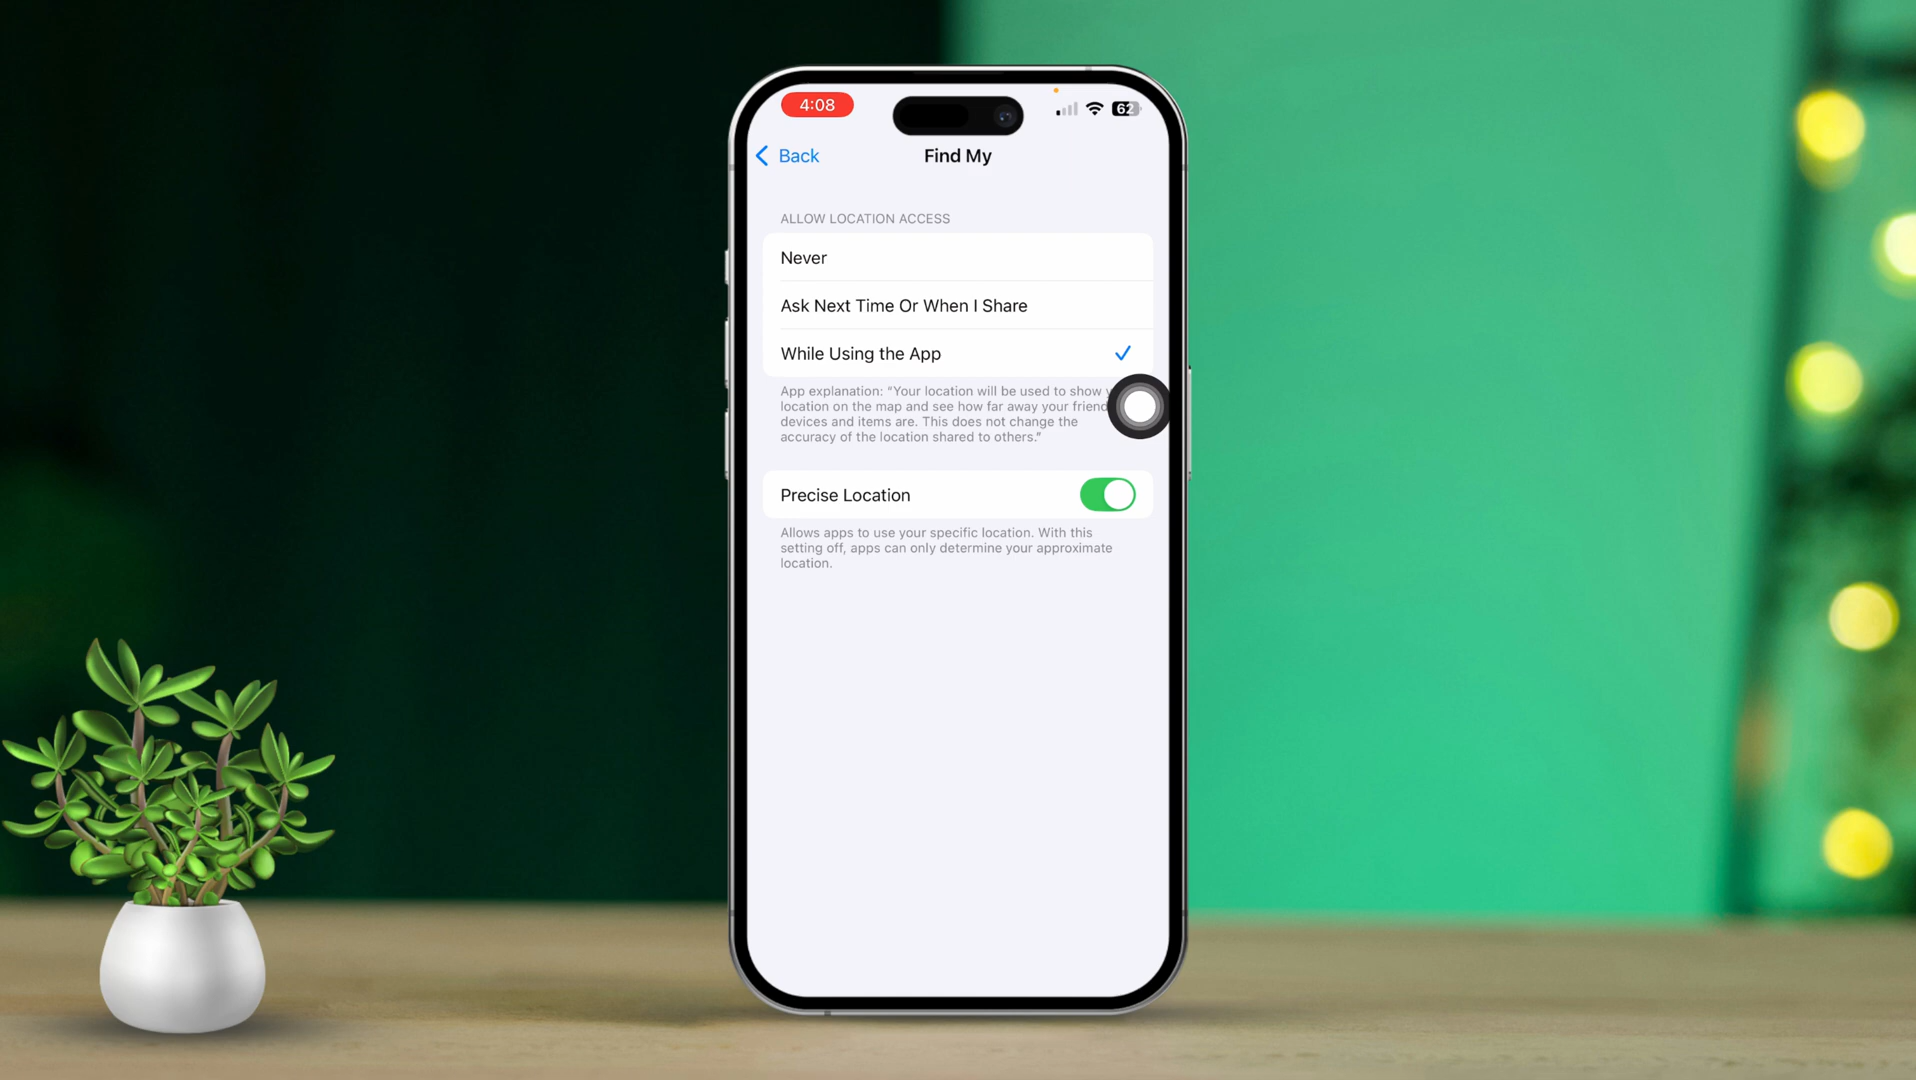 4:08
62
Back
Find My
ALLOW LOCATION ACCESS
Never
Ask Next Time Or When I Share
While Using the App
App explanation: “Your location will be used to show
location on the map and see how far away your friend
devices and items are. This does not change the
accuracy of the location shared to others.”
Precise Location
Allows apps to use your specific location. With this
setting off, apps can only determine your approximate
location.